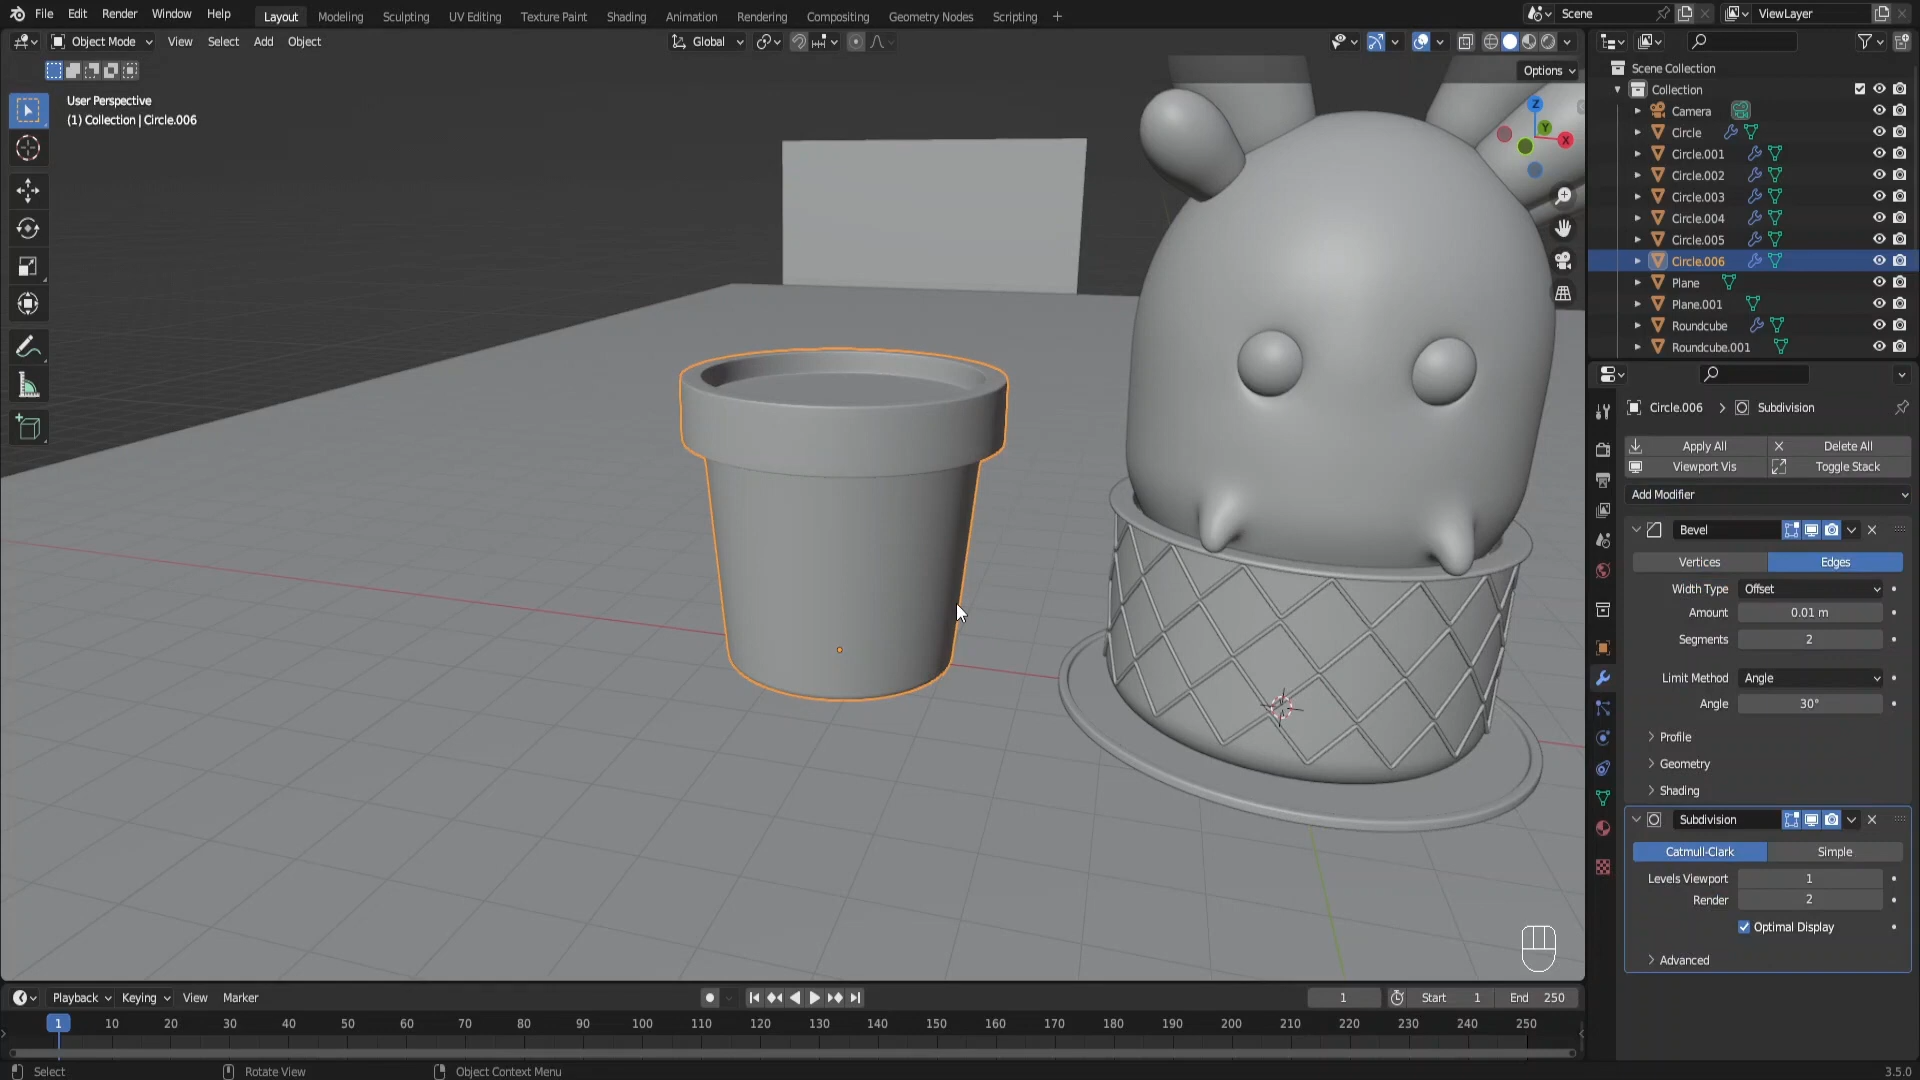 File Edit Render Window Help Layout Modeling Sculpting UV Editing Texture Paint Shading Animation Rendering Compositing Geometry Nodes Scripting + Scene ViewLayer
Object Mode View Select Add Object Global
Options
User Perspective
(1) Collection | Circle.006
Z
Y
X
Scene Collection
Collection
Camera
Circle
Circle.001
Circle.002
Circle.003
Circle.004
Circle.005
Circle.006
Plane
Plane.001
Roundcube
Roundcube.001
Circle.006 Subdivision
Apply All Delete All
Viewport Vis Toggle Stack
Add Modifier
Bevel
Vertices Edges
Width Type Offset
Amount 0.01 m
Segments 2
Limit Method Angle
Angle 30°
Profile
Geometry
Shading
Subdivision
Catmull-Clark Simple
Levels Viewport 1
Render 2
Optimal Display
Advanced
Playback Keying View Marker 1 Start 1 End 250
1 10 20 30 40 50 60 70 80 90 100 110 120 130 140 150 160 170 180 190 200 210 220 230 240 250
Select Rotate View Object Context Menu 3.5.0